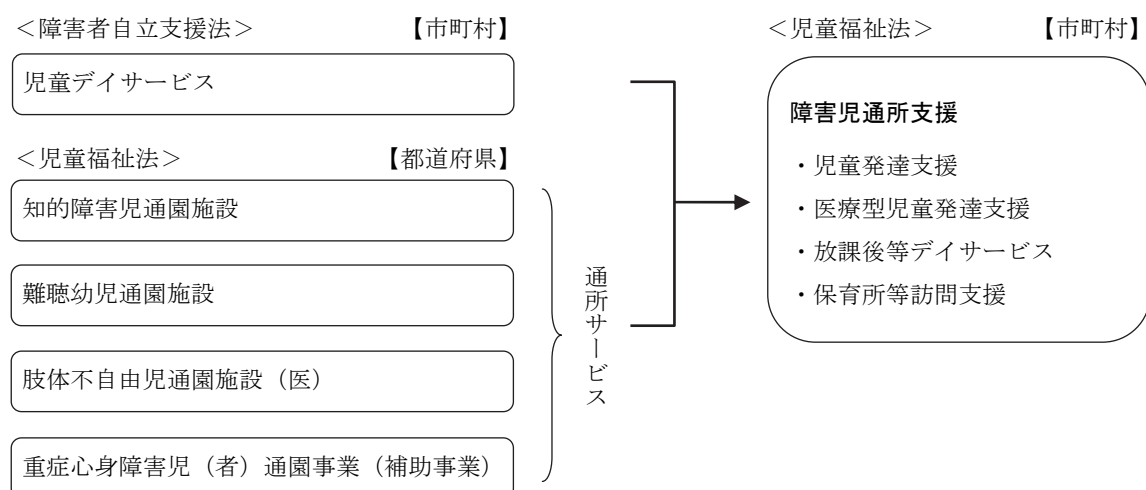 ＜障害者自立支援法＞　【市町村】
児童デイサービス
＜児童福祉法＞　【都道府県】
知的障害児通園施設
難聴幼児通園施設
肢体不自由児通園施設（医）
重症心身障害児（者）通園事業（補助事業）
通所サービス
＜児童福祉法＞　【市町村】
障害児通所支援
・児童発達支援
・医療型児童発達支援
・放課後等デイサービス
・保育所等訪問支援